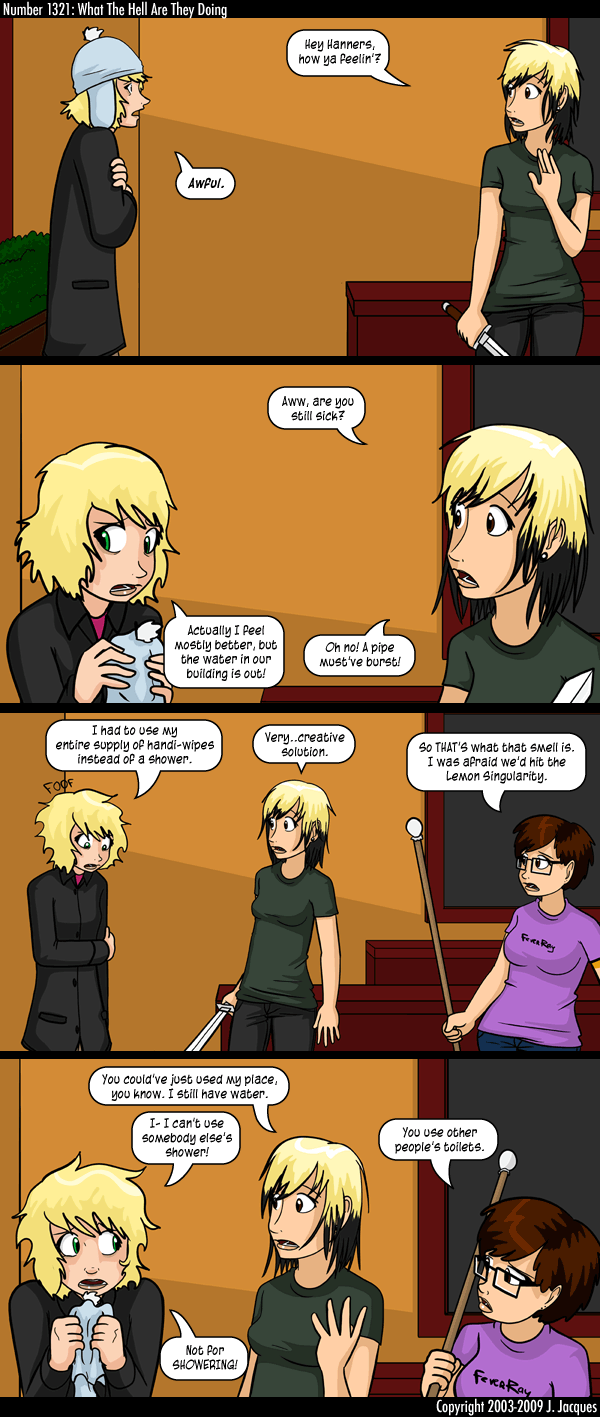 Number 1321: What The Hell Are They Doing
Hey Hanners,
how ya feelin'?
Awful.
Aww, are you
still sick?
Actually I feel
mostly better, but
the water in our
building is out!
Oh no! A pipe
must've burst!
I had to use my
entire supply of handi-wipes
instead of a shower.
Very..creative
solution.
So THAT's what that smell is.
I was afraid we'd hit the
Lemon Singularity.
FOOF
Fever Ray
You could've just used my place,
you know. I still have water.
I- I can't use
somebody else's
shower!
You use other
people's toilets.
Not for
SHOWERING!
Fever Ray
Copyright 2003-2009 J. Jacques